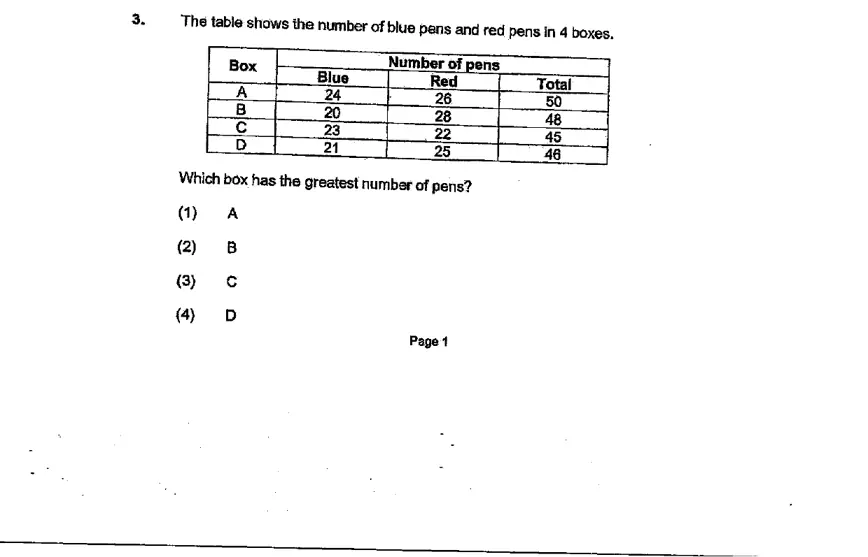 3. The table shows the number of blue pens and red pens in 4 boxes.
Box Number of pens
Blue Red Total
A 24 26 50
B 20 28 48
C 23 22 45
D 21 25 46
Which box has the greatest number of pens?
(1) A
(2) B
(3) C
(4) D
Page 1